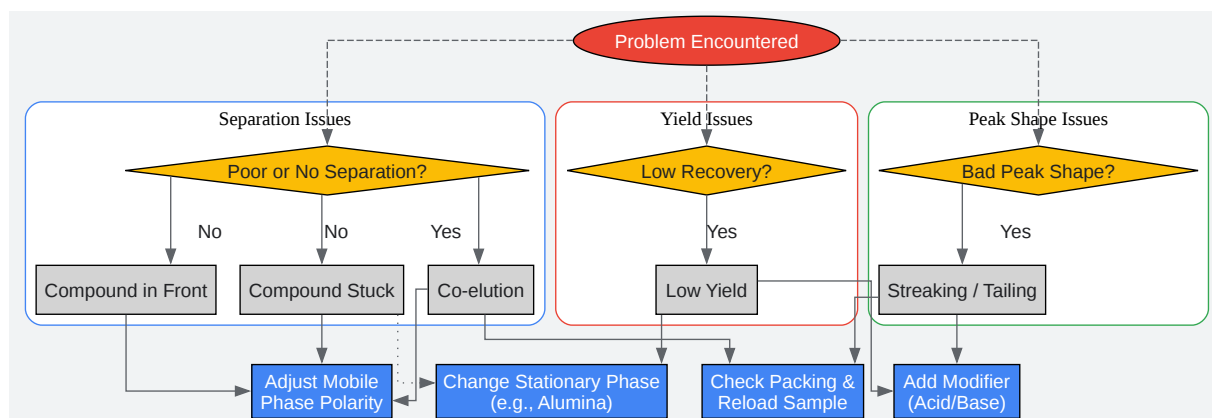 Problem Encountered
Separation Issues
Yield Issues
Peak Shape Issues
Poor or No Separation?
Low Recovery?
Bad Peak Shape?
No
No
Yes
Yes
Yes
Compound in Front
Compound Stuck
Co-elution
Low Yield
Streaking / Tailing
Adjust Mobile
Phase Polarity
Change Stationary Phase
(e.g., Alumina)
Check Packing &
Reload Sample
Add Modifier
(Acid/Base)